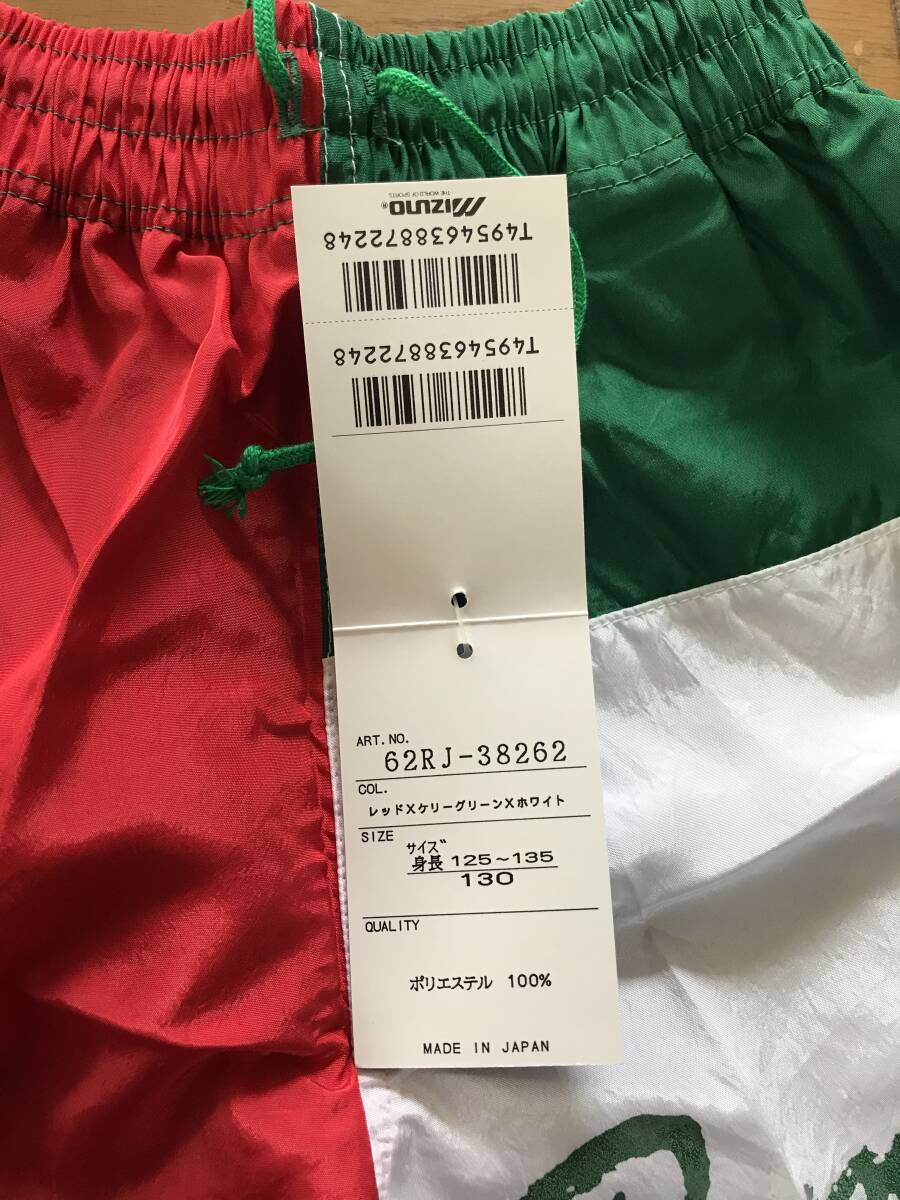 MIZUNO®
THE WORLD OF SPORTS
T4954638872248
T4954638872248
ART.NO.
62RJ-38262
COL.
レッドXケリーグリーンXホワイト
SIZE
サイズ
身長 125~135
130
QUALITY
ポリエステル 100%
MADE IN JAPAN